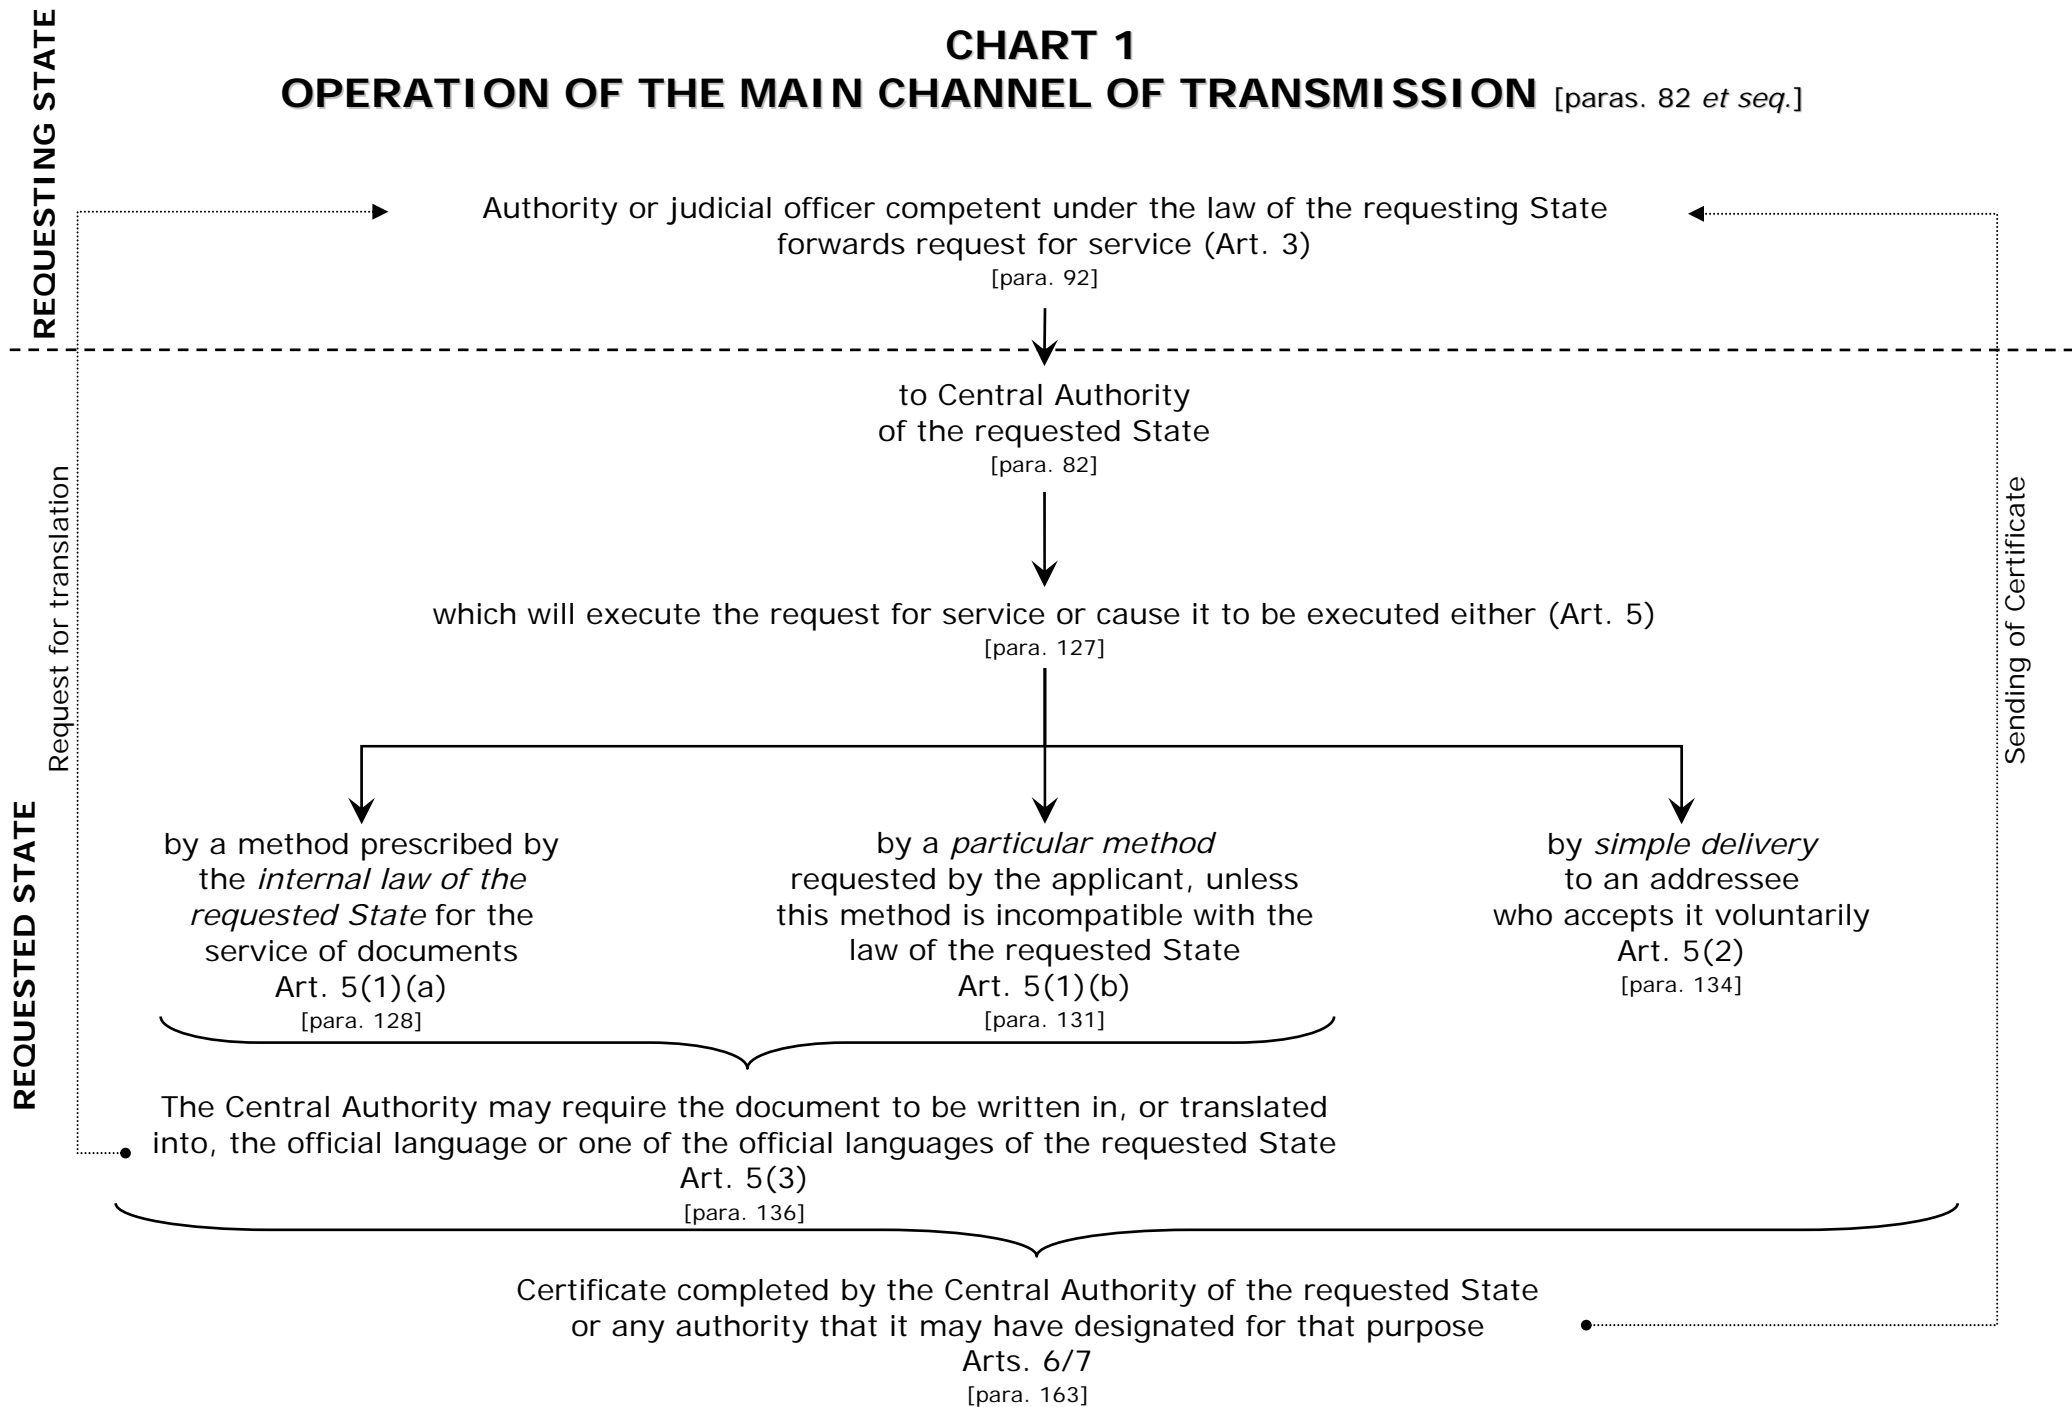 CHART 1
OPERATION OF THE MAIN CHANNEL OF TRANSMISSION [paras. 82 et seq.]
REQUESTING STATE
Authority or judicial officer competent under the law of the requesting State
forwards request for service (Art. 3)
[para. 92]
to Central Authority
of the requested State
[para. 82]
Request for translation
Sending of Certificate
which will execute the request for service or cause it to be executed either (Art. 5)
[para. 127]
REQUESTED STATE
by a method prescribed by
the internal law of the
requested State for the
service of documents
Art. 5(1)(a)
[para. 128]
by a particular method
requested by the applicant, unless
this method is incompatible with the
law of the requested State
Art. 5(1)(b)
[para. 131]
by simple delivery
to an addressee
who accepts it voluntarily
Art. 5(2)
[para. 134]
The Central Authority may require the document to be written in, or translated
into, the official language or one of the official languages of the requested State
Art. 5(3)
[para. 136]
Certificate completed by the Central Authority of the requested State
or any authority that it may have designated for that purpose
Arts. 6/7
[para. 163]